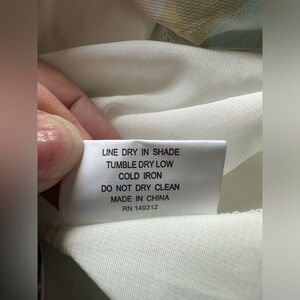 LINE DRY IN SHADE
TUMBLE DRY LOW
COLD IRON
DO NOT DRY CLEAN
MADE IN CHINA
RN 149312